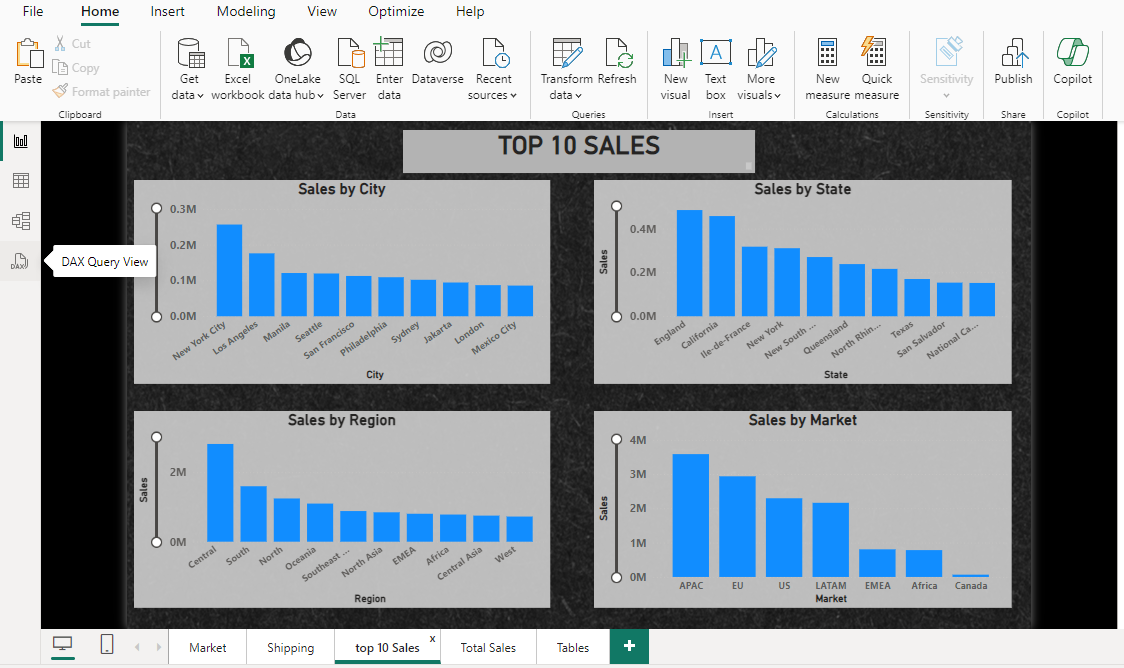 File Home Insert Modeling View Optimize Help
Paste
Cut
Copy
Format painter
Clipboard
Get data
Excel workbook
OneLake data hub
SQL Server
Enter data
Dataverse
Recent sources
Data
Transform data
Refresh
Queries
New visual
Text box
More visuals
Insert
New measure
Quick measure
Calculations
Sensitivity
Sensitivity
Publish
Share
Copilot
Copilot
DAX
DAX Query View
TOP 10 SALES
Sales by City
0.3M
0.2M
0.1M
0.0M
New York City
Los Angeles
Manila
Seattle
San Francisco
Philadelphia
Sydney
Jakarta
London
Mexico City
City
Sales by State
Sales
0.4M
0.2M
0.0M
England
California
Ile-de-France
New York
New South ...
Queensland
North Rhin...
Texas
San Salvador
National Ca...
State
Sales by Region
Sales
2M
0M
Central
South
North
Oceania
Southeast ...
North Asia
EMEA
Africa
Central Asia
West
Region
Sales by Market
Sales
4M
3M
2M
1M
0M
APAC EU US LATAM EMEA Africa Canada
Market
Market Shipping top 10 Sales x Total Sales Tables +